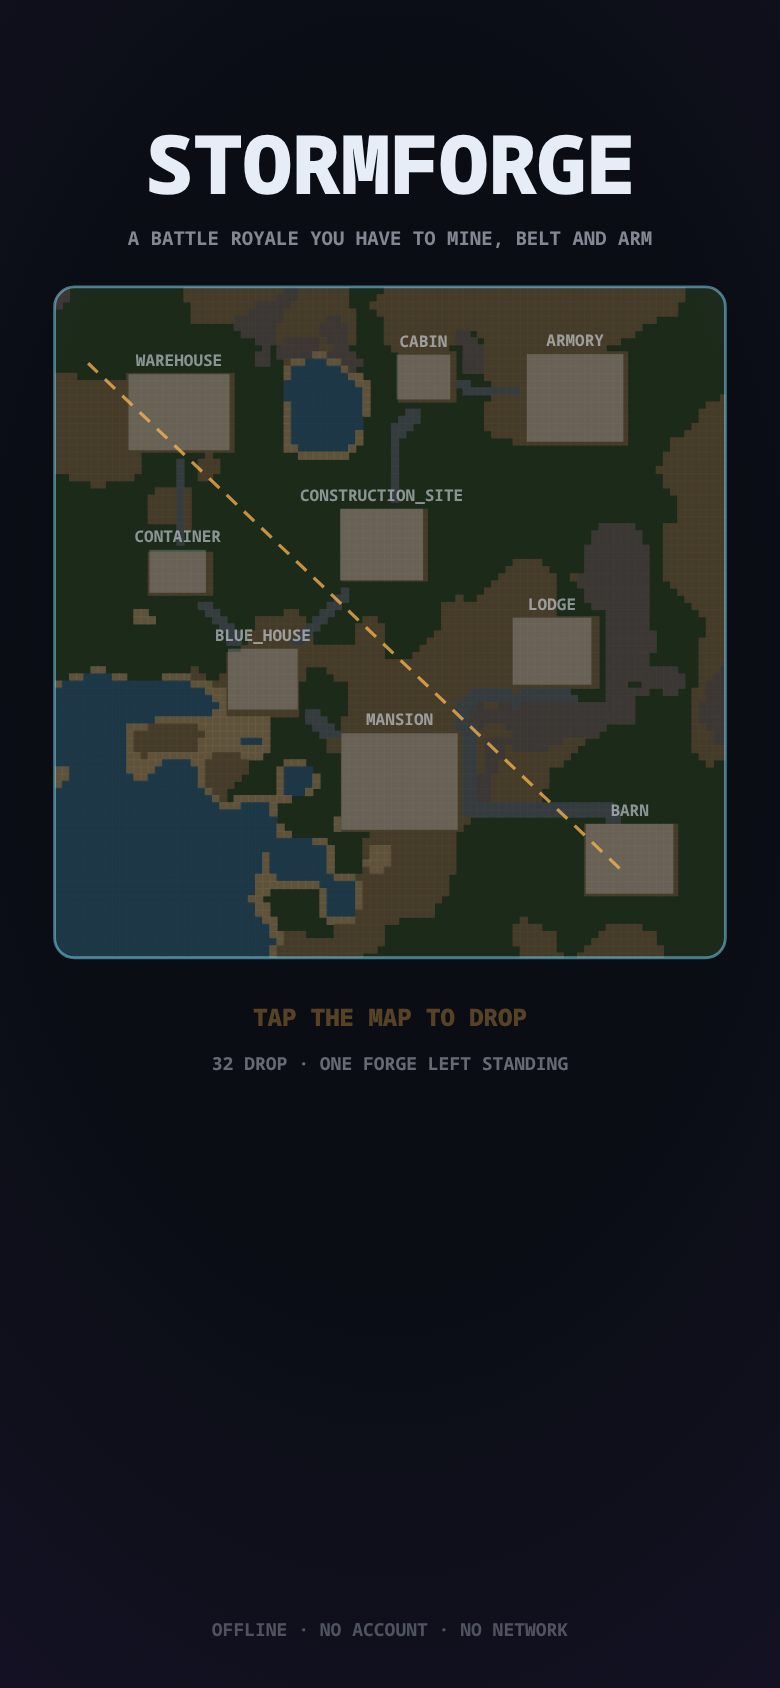 STORMFORGE
A BATTLE ROYALE YOU HAVE TO MINE, BELT AND ARM
CABIN
ARMORY
WAREHOUSE
CONSTRUCTION_SITE
CONTAINER
LODGE
BLUE_HOUSE
MANSION
BARN
TAP THE MAP TO DROP
32 DROP · ONE FORGE LEFT STANDING
OFFLINE · NO ACCOUNT · NO NETWORK